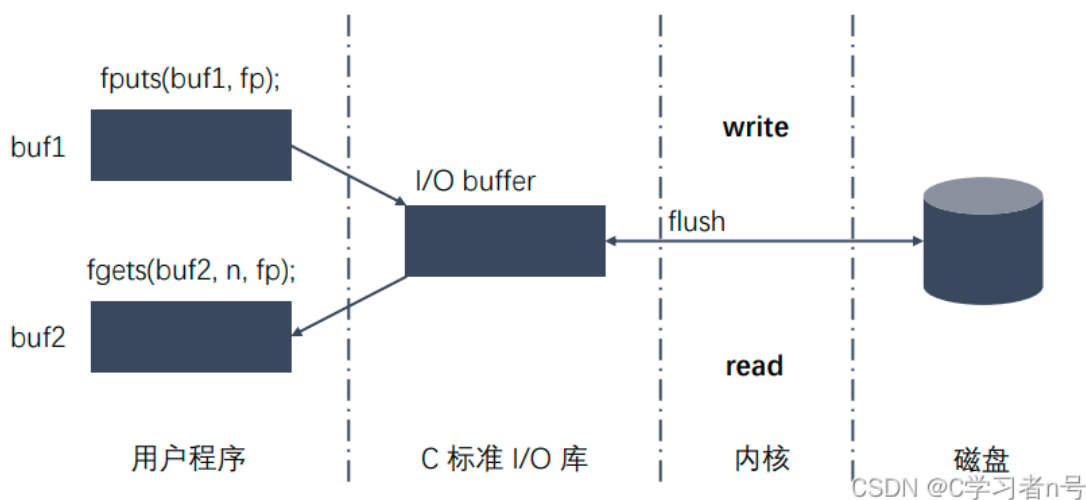 fputs(buf1, fp);
buf1
write
I/O buffer
flush
fgets(buf2, n, fp);
buf2
read
用户程序
C 标准 I/O 库
内核
磁盘
CSDN @C学习者n号